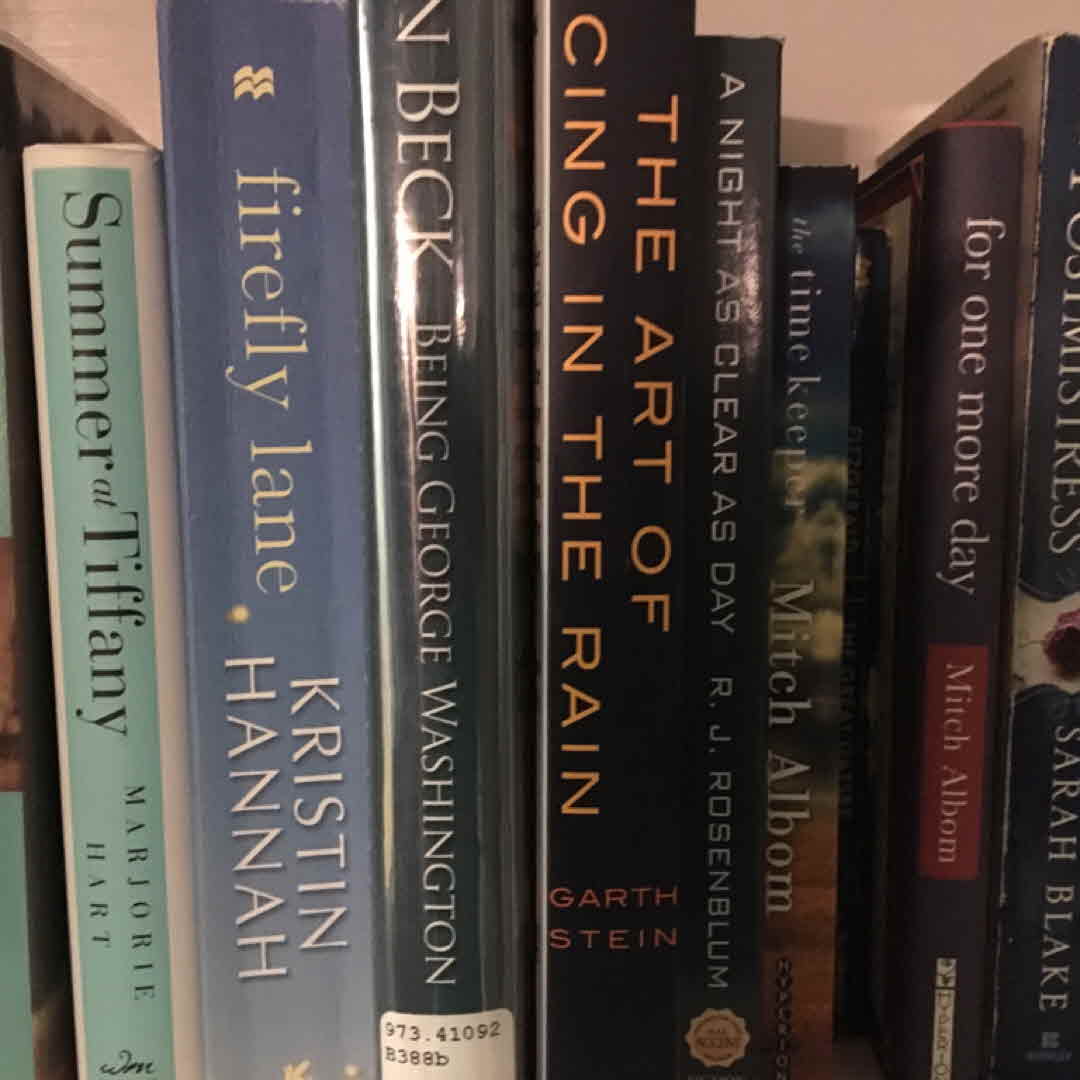 Summer at Tiffany
MARJORIE
HART
firefly lane
KRISTIN
HANNAH
N BECK BEING GEORGE WASHINGTON
973.41092
B388b
THE ART OF
CING IN THE RAIN
GARTH
STEIN
A NIGHT AS CLEAR AS DAY R. J. ROSENBLUM
the time keeper Mitch Albom
for one more day Mitch Albom
POSTMISTRESS SARAH BLAKE